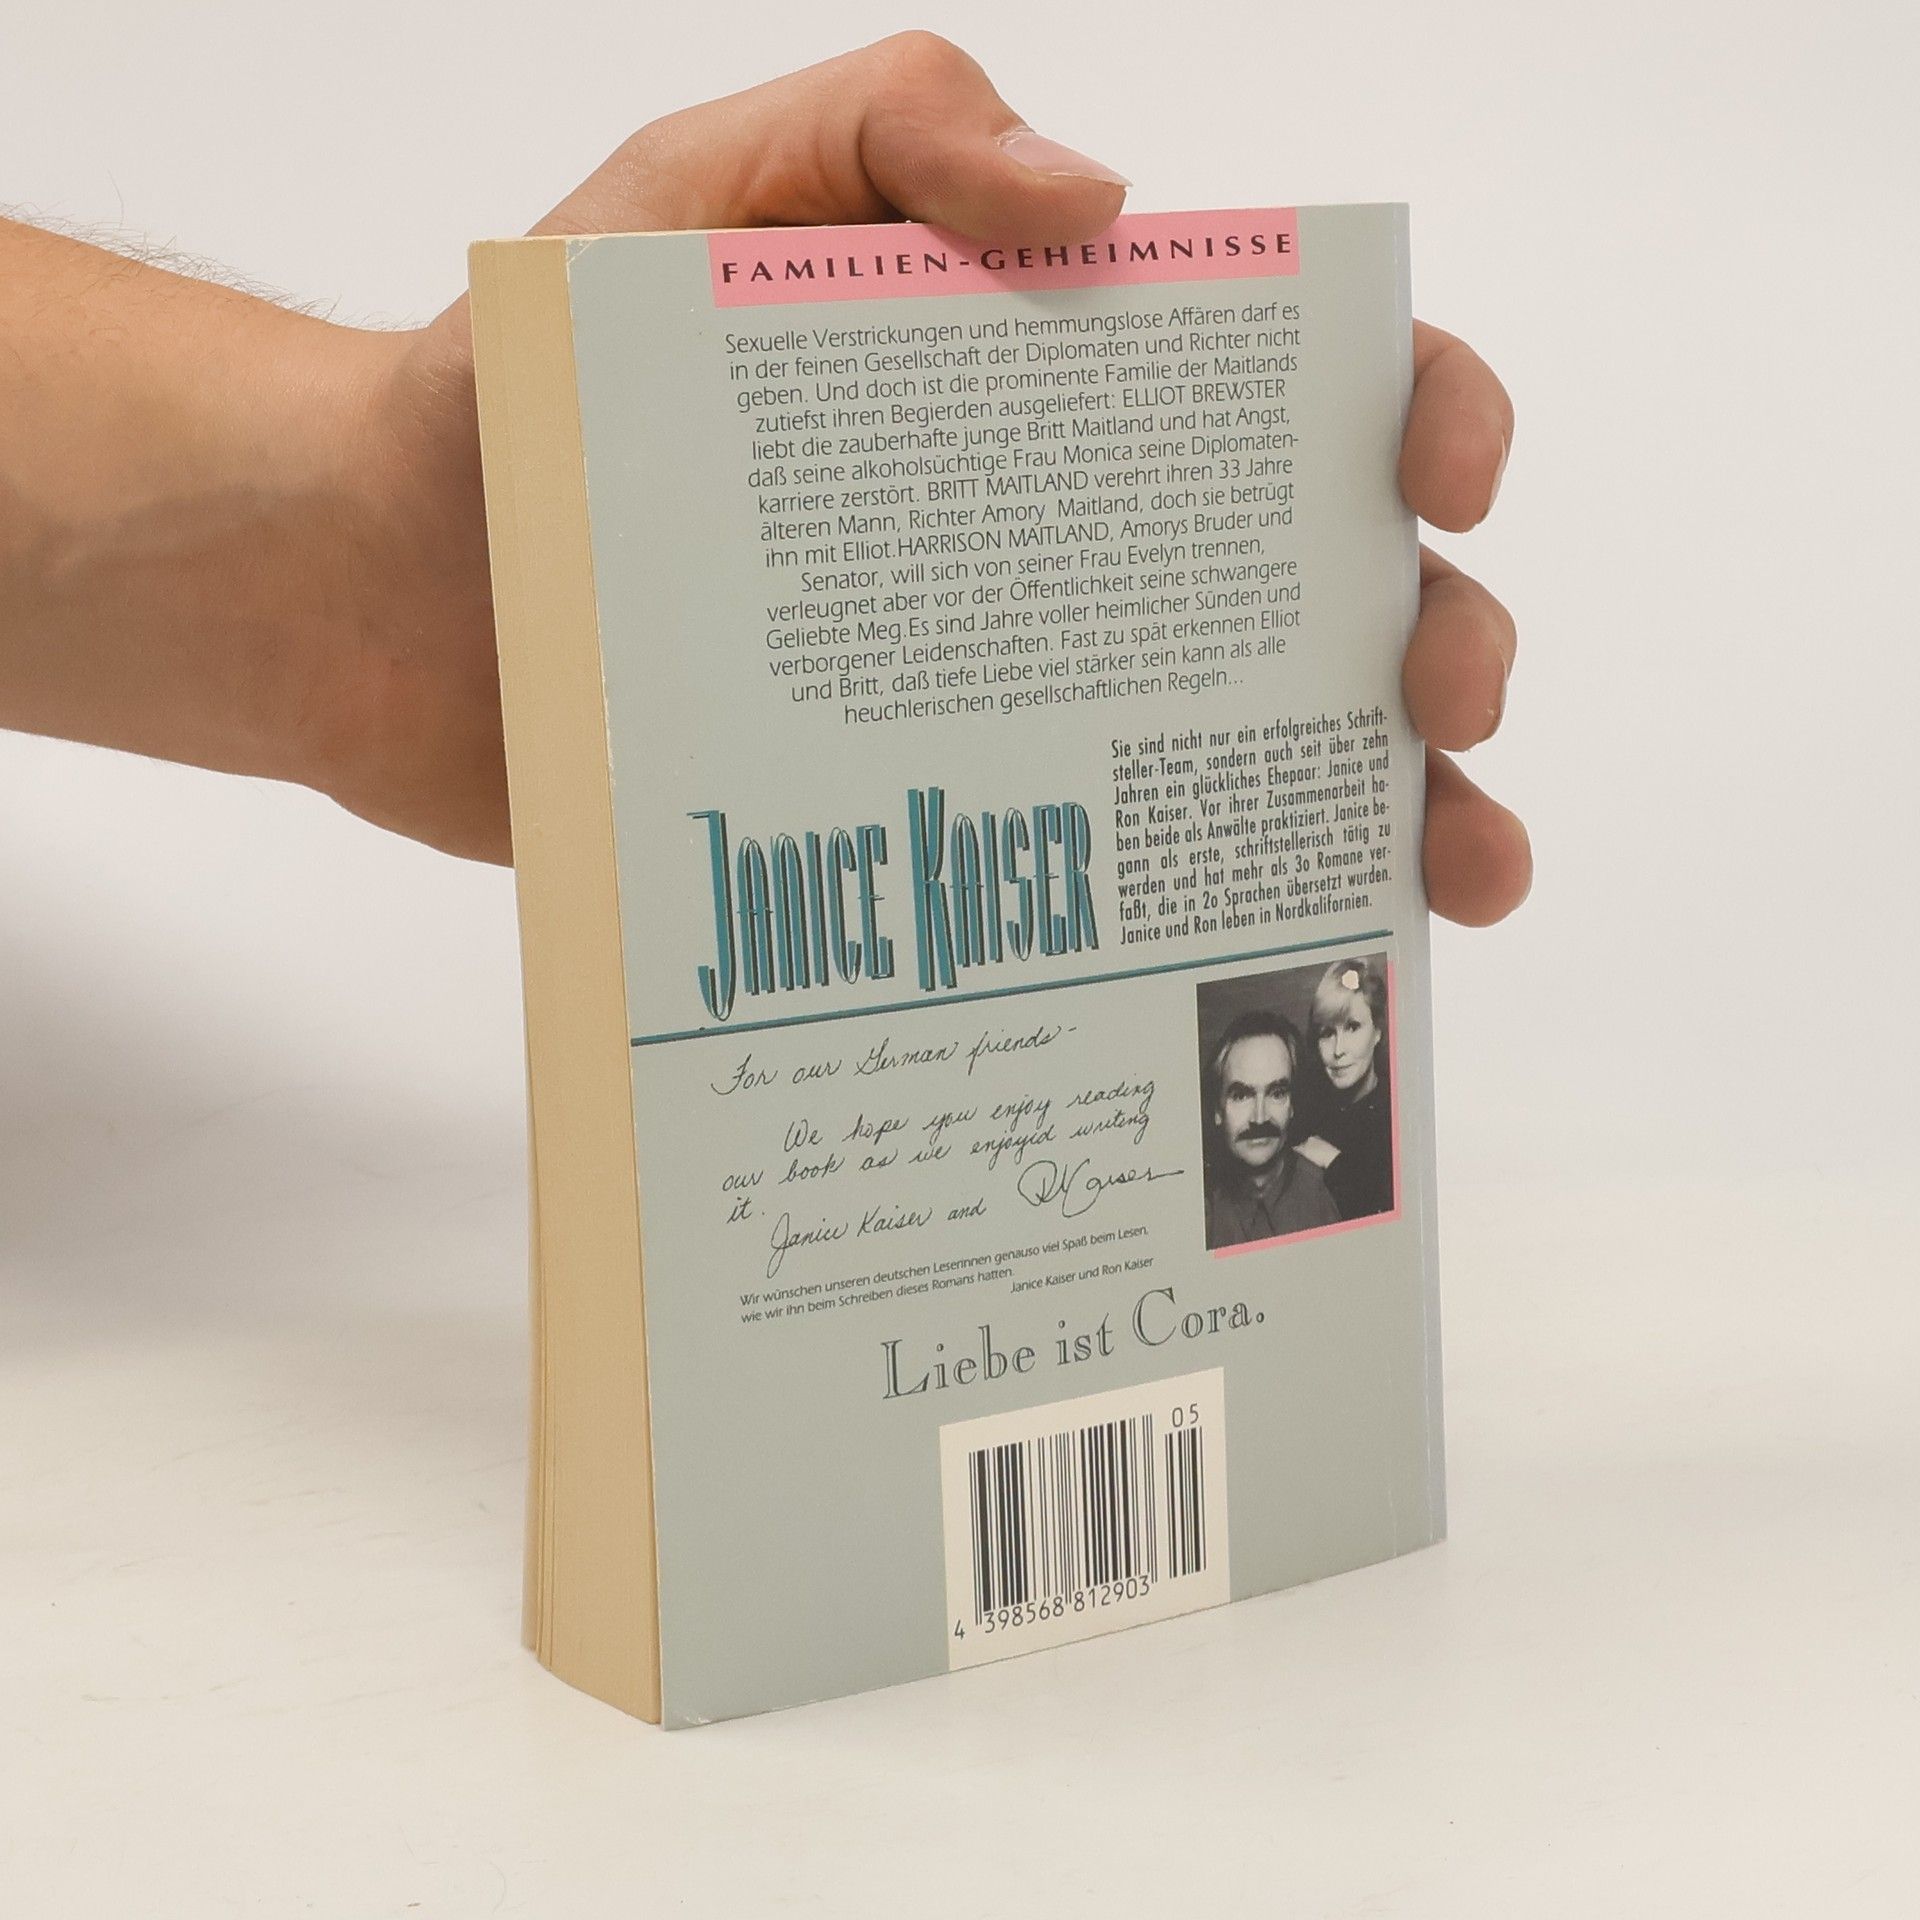 FAMILIEN-GEHEIMNISSE
Sexuelle Verstrickungen und hemmungslose Affären darf es
in der feinen Gesellschaft der Diplomaten und Richter nicht
geben. Und doch ist die prominente Familie der Maitlands
zutiefst ihren Begierden ausgeliefert: ELLIOT BREWSTER
liebt die zauberhafte junge Britt Maitland und hat Angst,
daß seine alkoholsüchtige Frau Monica seine Diplomaten-
karriere zerstört. BRITT MAITLAND verehrt ihren 33 Jahre
älteren Mann, Richter Amory Maitland, doch sie betrügt
ihn mit Elliot.HARRISON MAITLAND, Amorys Bruder und
Senator, will sich von seiner Frau Evelyn trennen,
verleugnet aber vor der Öffentlichkeit seine schwangere
Geliebte Meg.Es sind Jahre voller heimlicher Sünden und
verborgener Leidenschaften. Fast zu spät erkennen Elliot
und Britt, daß tiefe Liebe viel stärker sein kann als alle
heuchlerischen gesellschaftlichen Regeln...
JANICE KAISER
Sie sind nicht nur ein erfolgreiches Schrift-
steller-Team, sondern auch seit über zehn
Jahren ein glückliches Ehepaar: Janice und
Ron Kaiser. Vor ihrer Zusammenarbeit ha-
ben beide als Anwälte praktiziert. Janice be-
gann als erste, schriftstellerisch tätig zu
werden und hat mehr als 3o Romane ver-
faßt, die in 2o Sprachen übersetzt wurden.
Janice und Ron leben in Nordkalifornien.
For our German friends-
We hope you enjoy reading
our book as we enjoyed writing
it.
Janice Kaiser and RKaiser
Wir wünschen unseren deutschen Leserinnen genauso viel Spaß beim Lesen,
wie wir ihn beim Schreiben dieses Romans hatten.
Janice Kaiser und Ron Kaiser
Liebe ist Cora.
05
4 398568 812903